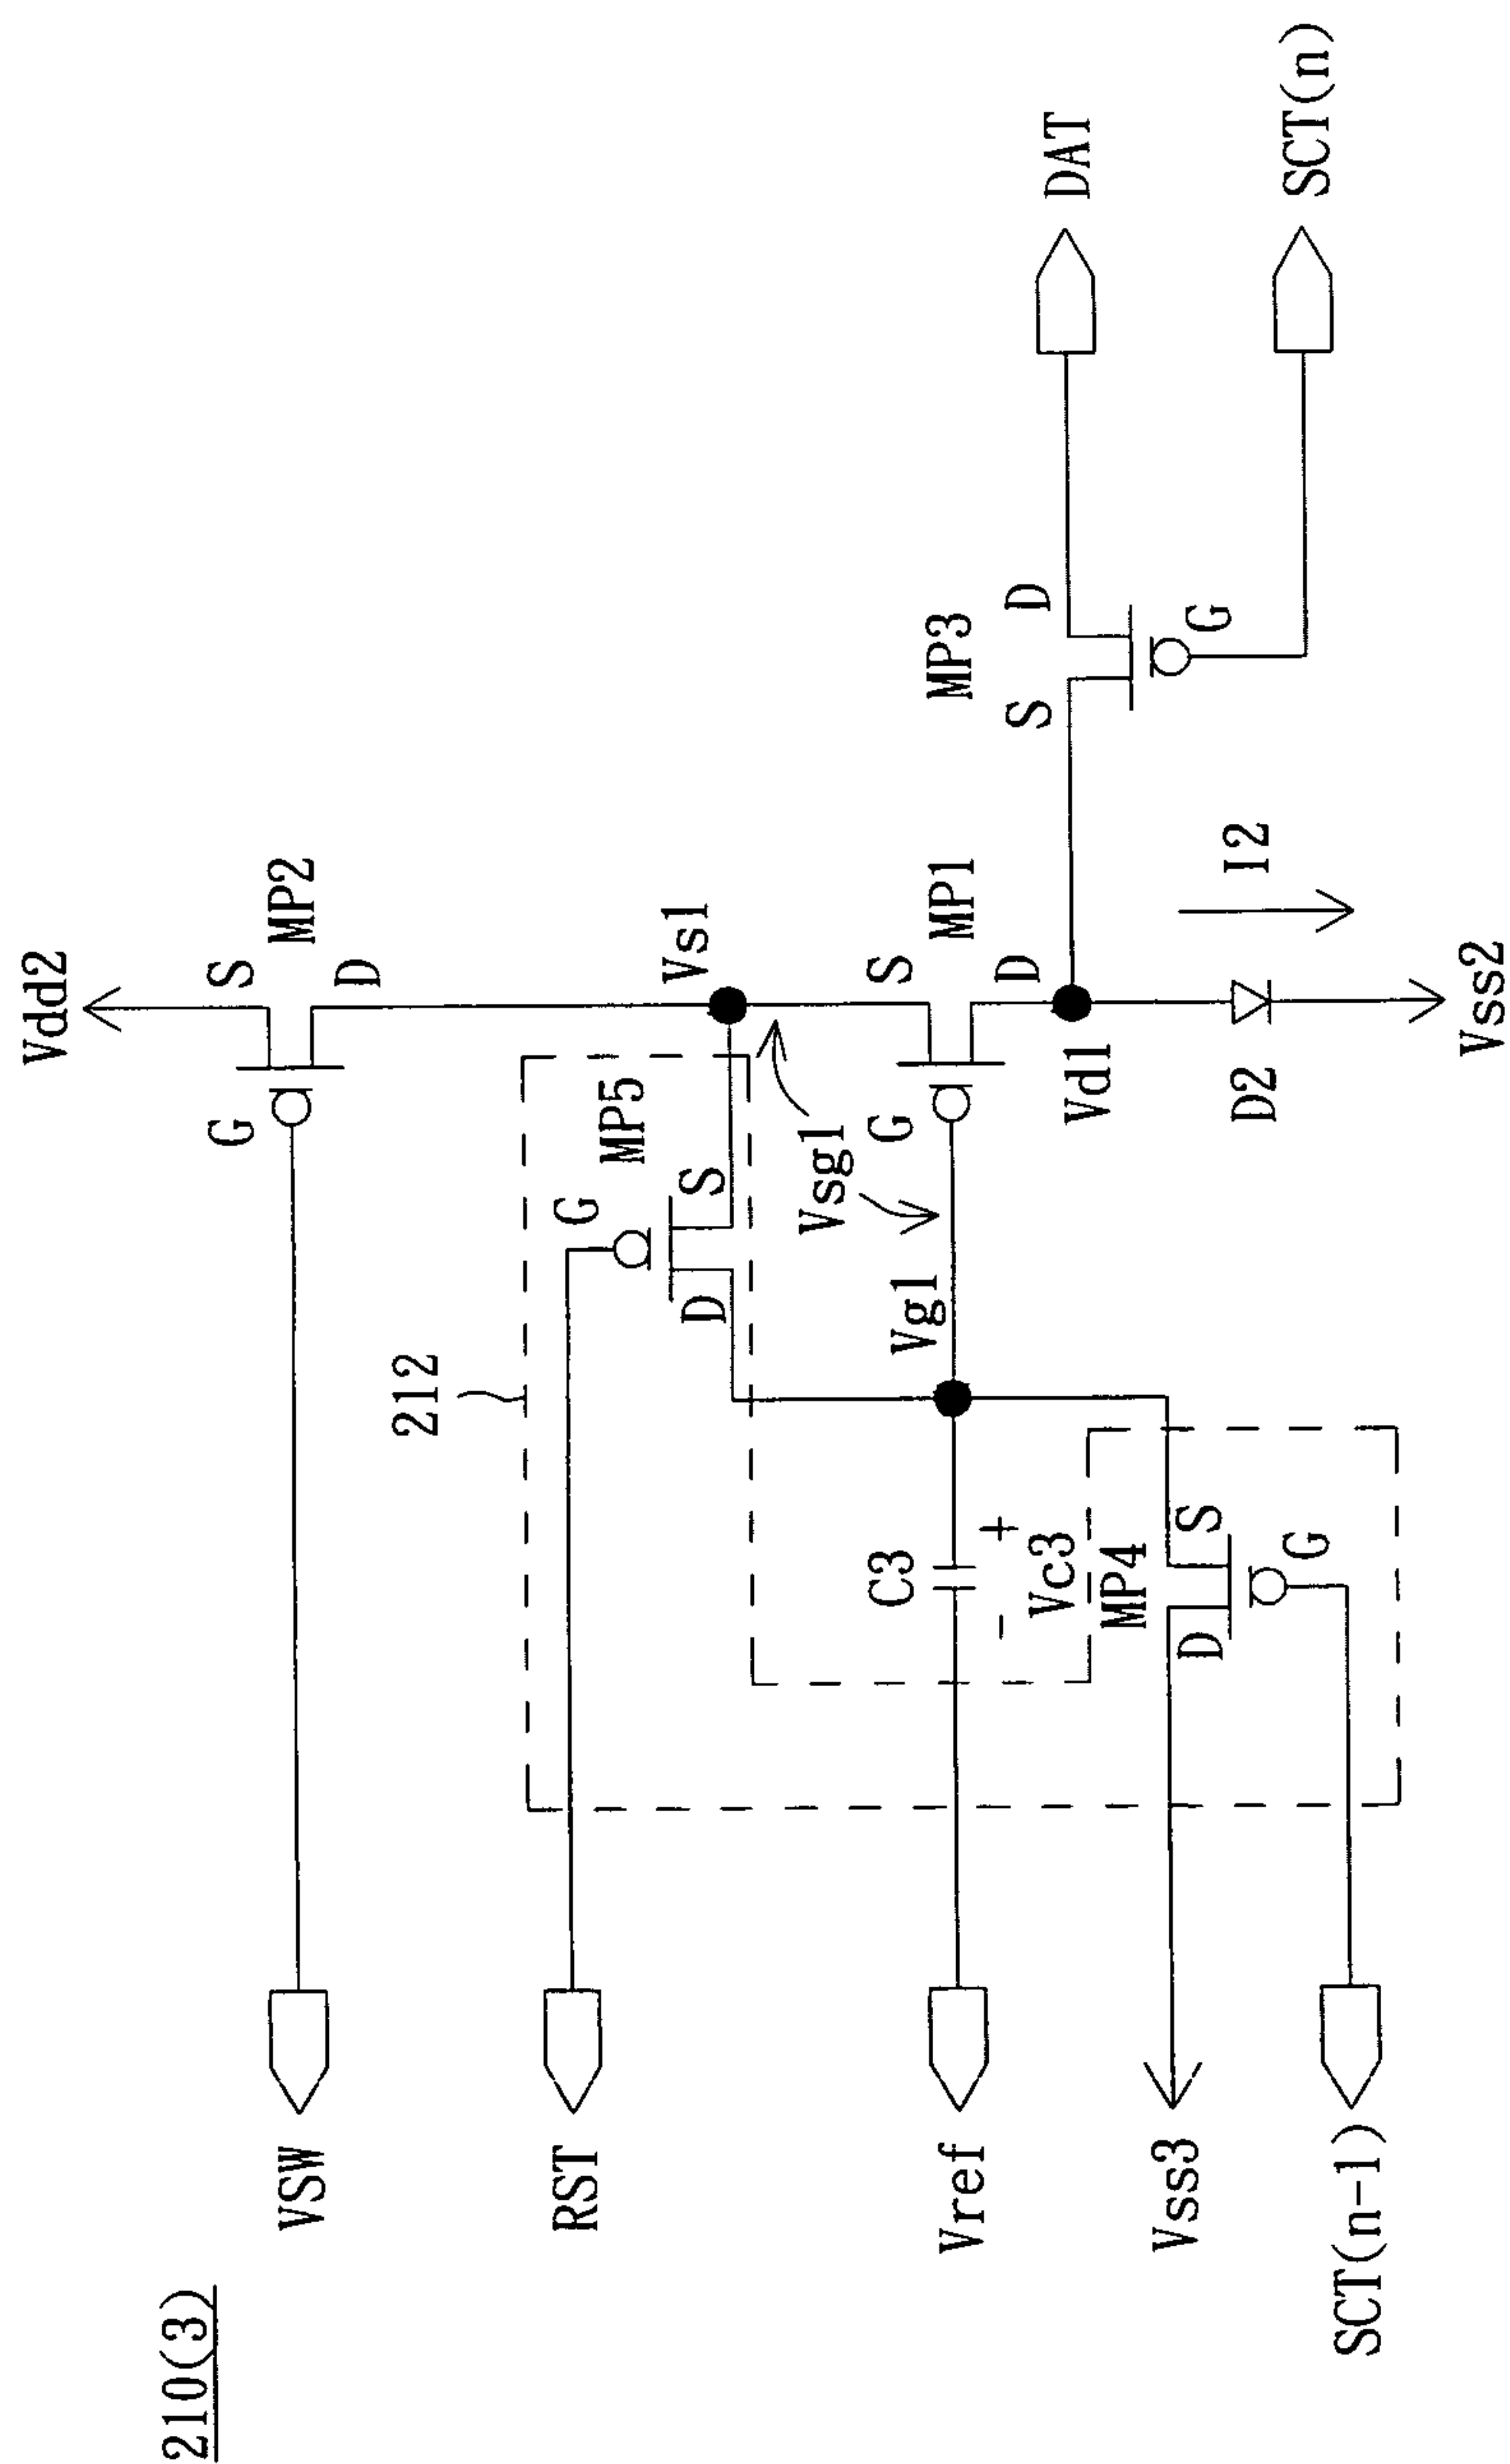 210(3)
Vdd2
S
MP2
D
G
VSW
212
MP5
G
S
D
RST
Vs1
Vsg1
S
MP1
G
D
Vg1
C3
+
-
Vc3
Vref
Vd1
MP3
S
D
G
DAT
SCT(n)
MP4
S
D
G
Vss3
SCT(n-1)
D2
I2
Vss2